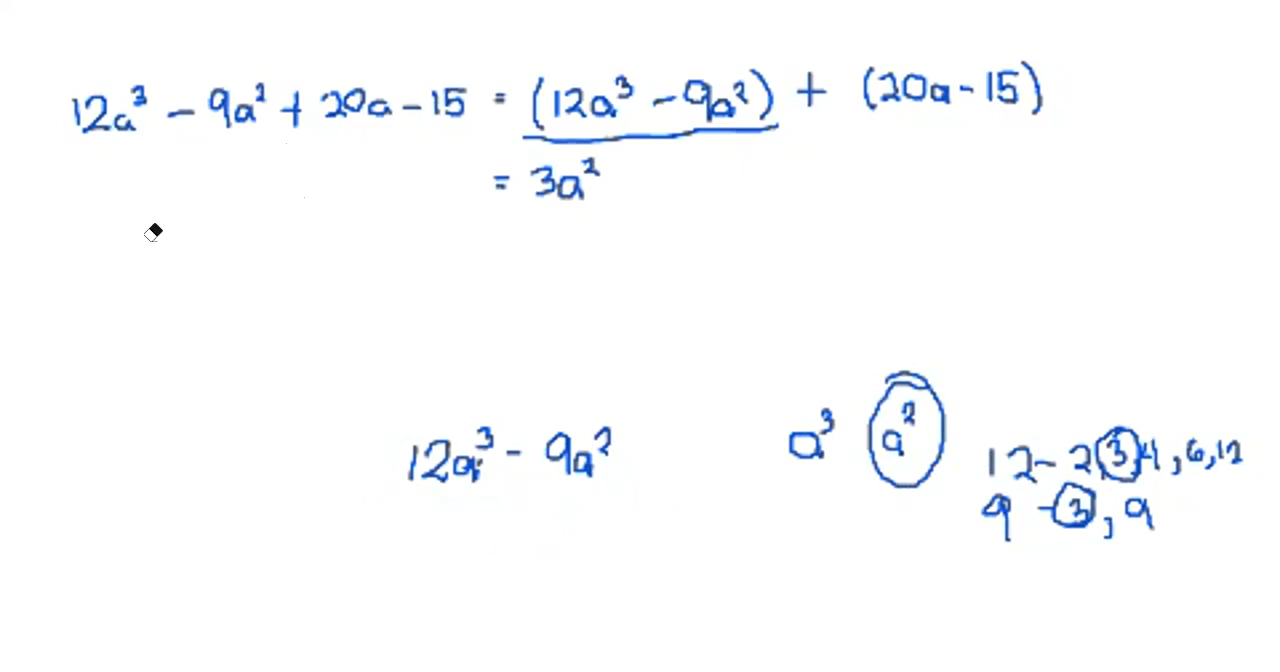 12a³ - 9a² + 20a - 15 = (12a³ - 9a²) + (20a - 15)
= 3a²
12a³ - 9a²
a³ a²
12 - 2 3, 4, 6, 12
9 - 3, 9